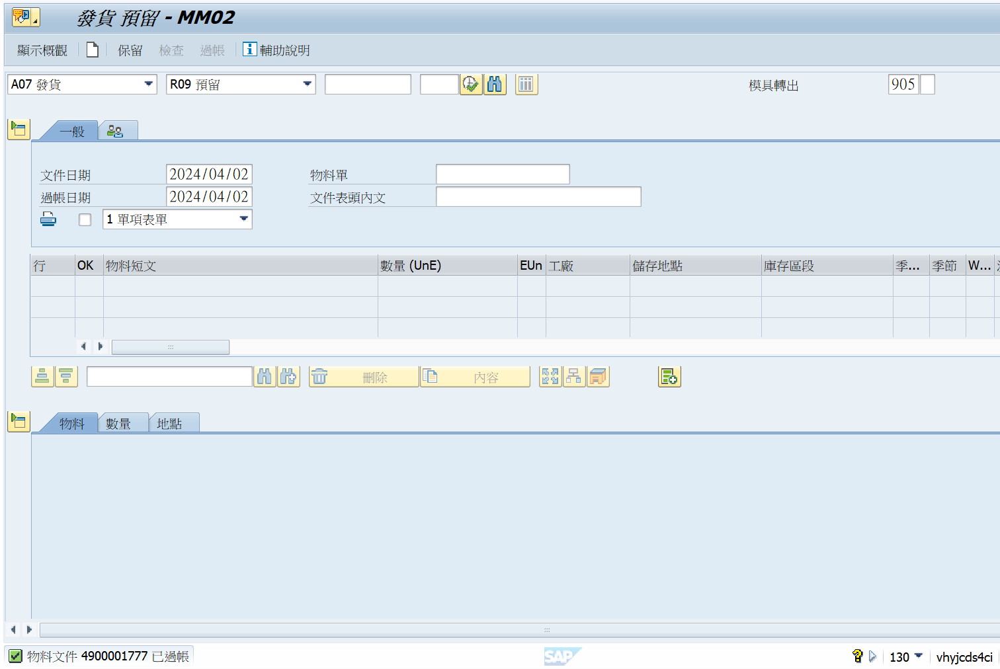 發貨 預留 - MM02
顯示概觀 保留 檢查 過帳 輔助說明
A07 發貨 R09 預留 模具轉出 905
一般
文件日期 2024/04/02 物料單
過帳日期 2024/04/02 文件表頭內文
1 單項表單
行 OK 物料短文 數量 (UnE) EUn 工廠 儲存地點 庫存區段 季... 季節 W...
刪除 內容
物料 數量 地點
物料文件 4900001777 已過帳 SAP 130 vhyjcds4ci